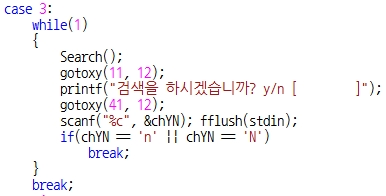 case 3:
while(1)
{
Search();
gotoxy(11, 12);
printf("검색을 하시겠습니까? y/n [        ]");
gotoxy(41, 12);
scanf("%c", &chYN); fflush(stdin);
if(chYN == 'n' || chYN == 'N')
break;
}
break;